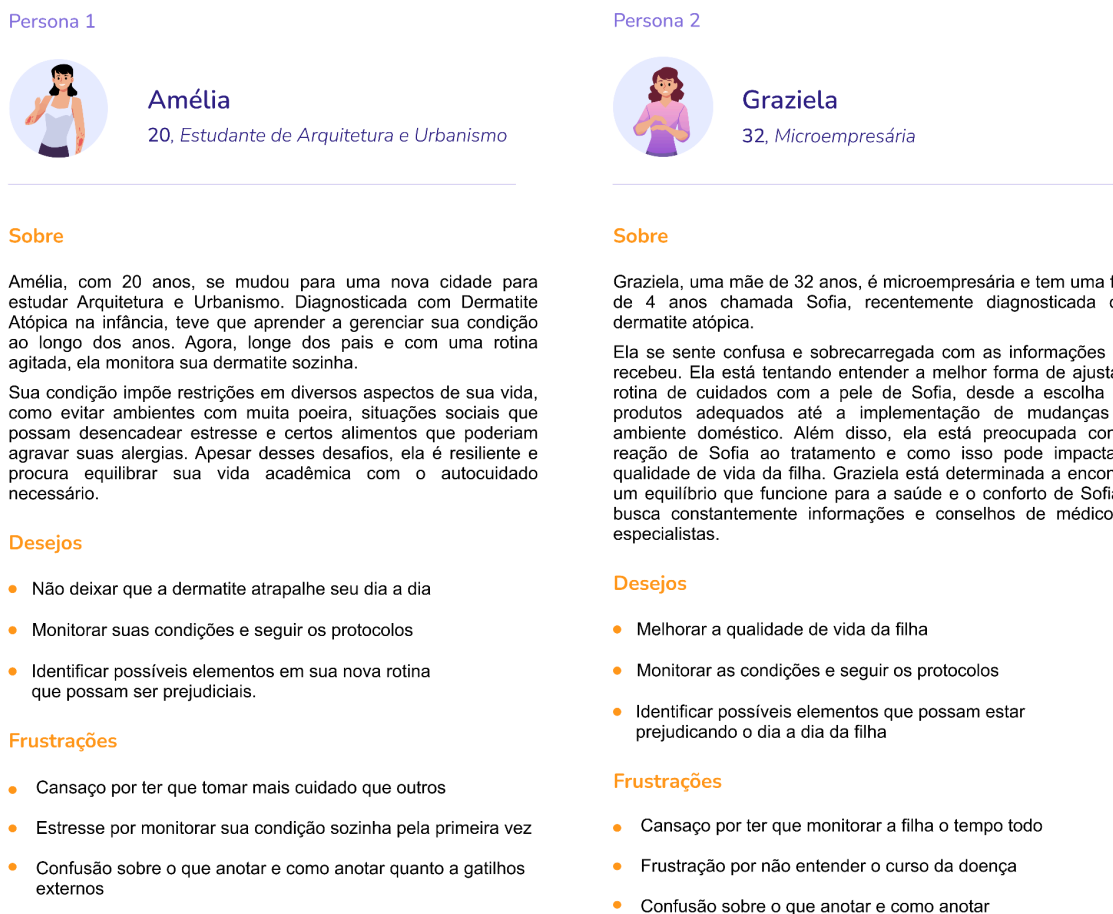 Persona 1
Amélia
20, Estudante de Arquitetura e Urbanismo
Sobre
Amélia, com 20 anos, se mudou para uma nova cidade para
estudar Arquitetura e Urbanismo. Diagnosticada com Dermatite
Atópica na infância, teve que aprender a gerenciar sua condição
ao longo dos anos. Agora, longe dos pais e com uma rotina
agitada, ela monitora sua dermatite sozinha.
Sua condição impõe restrições em diversos aspectos de sua vida,
como evitar ambientes com muita poeira, situações sociais que
possam desencadear estresse e certos alimentos que poderiam
agravar suas alergias. Apesar desses desafios, ela é resiliente e
procura equilibrar sua vida acadêmica com o autocuidado
necessário.
Desejos
Não deixar que a dermatite atrapalhe seu dia a dia
Monitorar suas condições e seguir os protocolos
Identificar possíveis elementos em sua nova rotina
que possam ser prejudiciais.
Frustrações
Cansaço por ter que tomar mais cuidado que outros
Estresse por monitorar sua condição sozinha pela primeira vez
Confusão sobre o que anotar e como anotar quanto a gatilhos
externos
Persona 2
Graziela
32, Microempresária
Sobre
Graziela, uma mãe de 32 anos, é microempresária e tem uma
de 4 anos chamada Sofia, recentemente diagnosticada
dermatite atópica.
Ela se sente confusa e sobrecarregada com as informações
recebeu. Ela está tentando entender a melhor forma de
rotina de cuidados com a pele de Sofia, desde a escolha
produtos adequados até a implementação de mudanças
ambiente doméstico. Além disso, ela está preocupada
reação de Sofia ao tratamento e como isso pode
qualidade de vida da filha. Graziela está determinada a
um equilíbrio que funcione para a saúde e o conforto de
busca constantemente informações e conselhos de
especialistas.
Desejos
Melhorar a qualidade de vida da filha
Monitorar as condições e seguir os protocolos
Identificar possíveis elementos que possam estar
prejudicando o dia a dia da filha
Frustrações
Cansaço por ter que monitorar a filha o tempo todo
Frustração por não entender o curso da doença
Confusão sobre o que anotar e como anotar